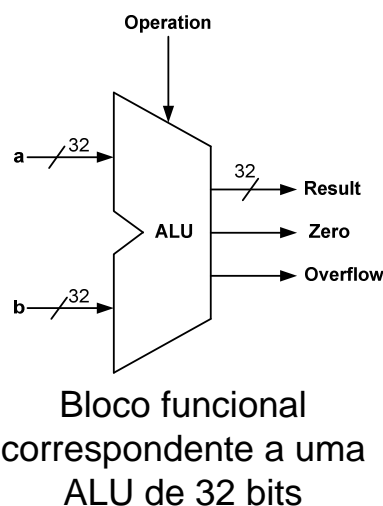 Operation
32
a
32
Result
ALU
Zero
Overflow
32
b
Bloco funcional
correspondente a uma
ALU de 32 bits